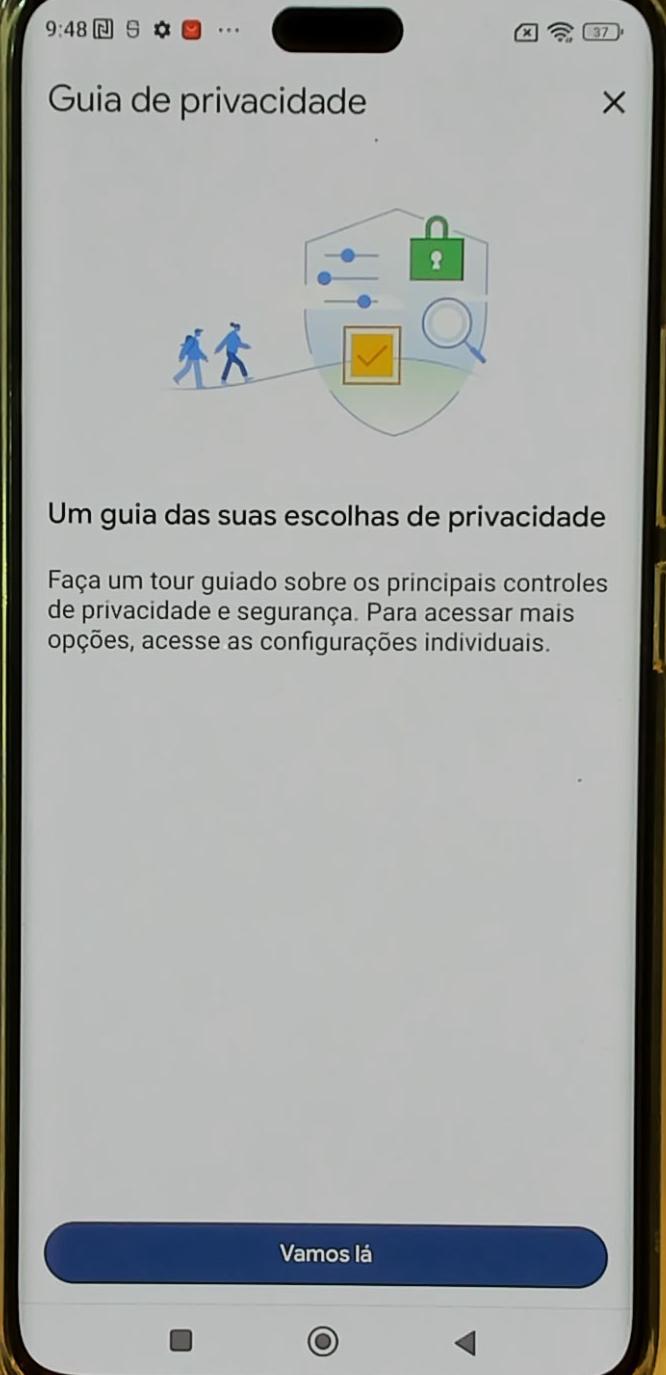 9:48
37
Guia de privacidade
Um guia das suas escolhas de privacidade
Faça um tour guiado sobre os principais controles
de privacidade e segurança. Para acessar mais
opções, acesse as configurações individuais.
Vamos lá